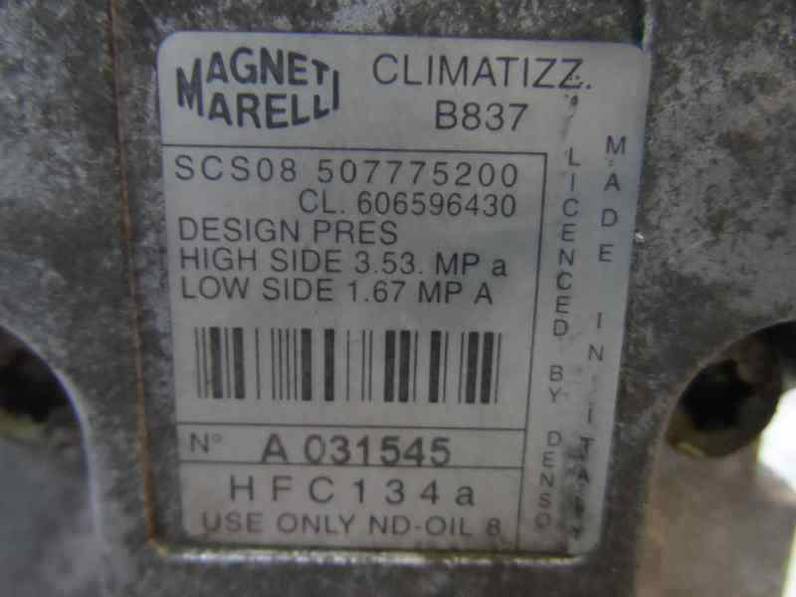 MAGNETI
MARELLI
CLIMATIZZ.
B837
SCS08 507775200
CL. 606596430
DESIGN PRES
HIGH SIDE 3.53. MP a
LOW SIDE 1.67 MP A
N° A 031545
HFC134a
USE ONLY ND-OIL 8
LICENCED BY DENSO
MADE IN ITALY